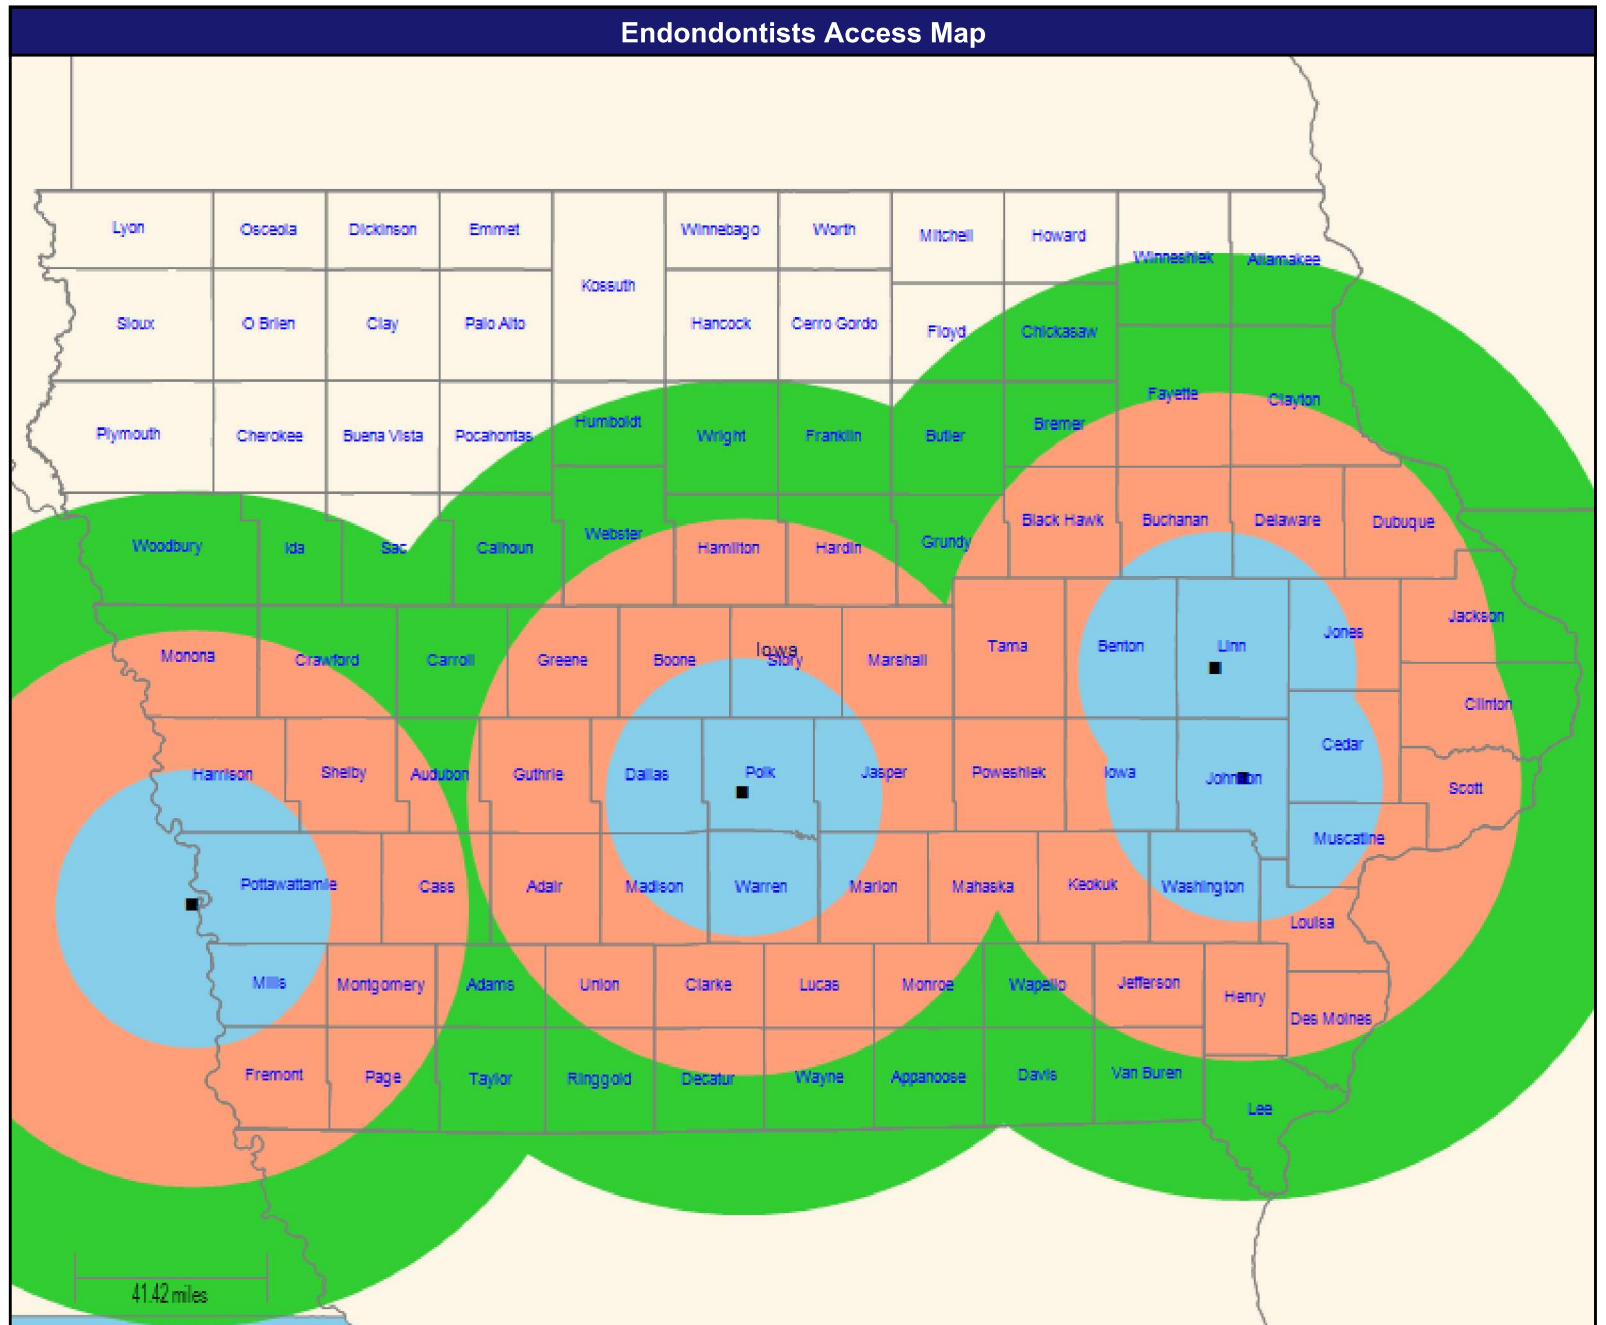 Endondontists Access Map
Lyon
Osceola
Dickinson
Emmet
Winnebago
Worth
Mitchell
Howard
Winneshiek
Allamakee
Kossuth
Sioux
O Brien
Clay
Palo Alto
Hancock
Cerro Gordo
Floyd
Chickasaw
Fayette
Clayton
Plymouth
Cherokee
Buena Vista
Pocahontas
Humboldt
Wright
Franklin
Butler
Bremer
Woodbury
Ida
Sac
Calhoun
Webster
Hamilton
Hardin
Grundy
Black Hawk
Buchanan
Delaware
Dubuque
Monona
Crawford
Carroll
Greene
Boone
Iowa
Story
Marshall
Tama
Benton
Linn
Jones
Jackson
Clinton
Harrison
Shelby
Audubon
Guthrie
Dallas
Polk
Jasper
Poweshiek
Iowa
Johnson
Cedar
Scott
Muscatine
Pottawattamie
Cass
Adair
Madison
Warren
Marion
Mahaska
Keokuk
Washington
Louisa
Mills
Montgomery
Adams
Union
Clarke
Lucas
Monroe
Wapello
Jefferson
Henry
Des Moines
Fremont
Page
Taylor
Ringgold
Decatur
Wayne
Appanoose
Davis
Van Buren
Lee
41.42 miles